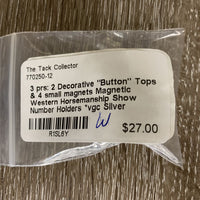 The Tack Collector
770250-12
3 prs: 2 Decorative "Button" Tops
& 4 small magnets Magnetic
Western Horsemanship Show
Number Holders *vgc Silver
R1SL6Y
W
$27.00